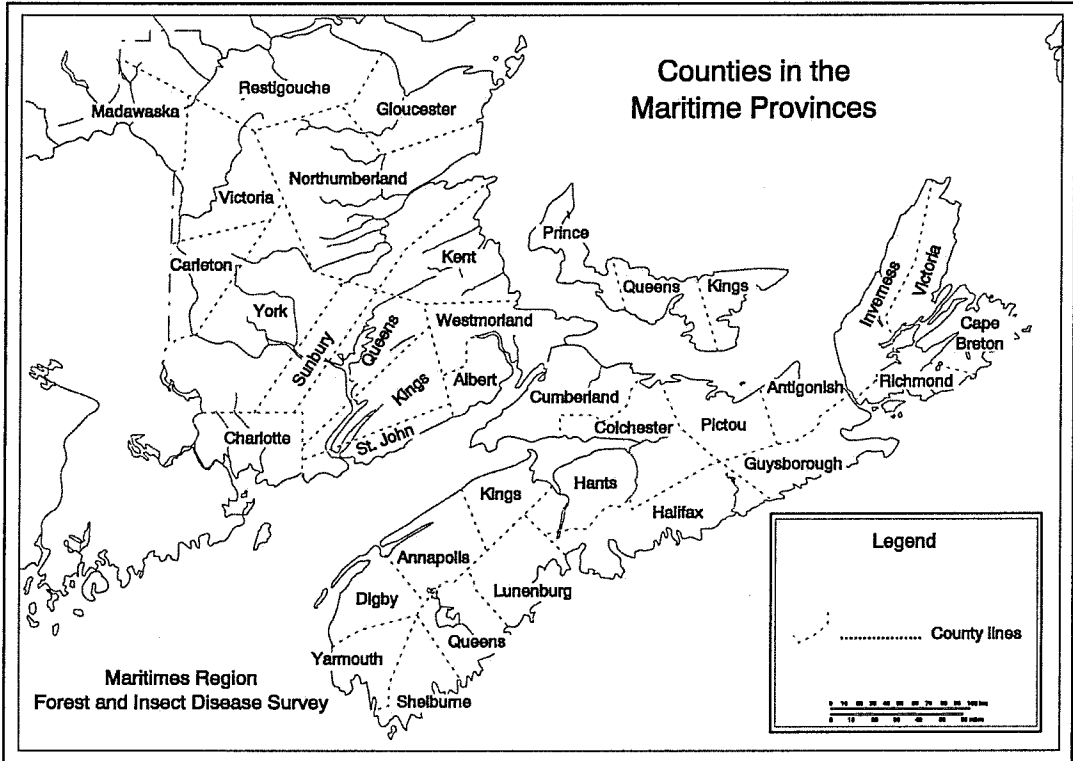 Counties in the
Maritime Provinces
Restigouche
Madawaska
Gloucester
Northumberland
Victoria
Carleton
York
Kent
Sunbury
Queens
Westmorland
Kings
Albert
Charlotte
St. John
Prince
Queens
Kings
Inverness
Victoria
Cape
Breton
Richmond
Antigonish
Cumberland
Colchester
Pictou
Guysborough
Hants
Kings
Halifax
Annapolis
Lunenburg
Digby
Queens
Yarmouth
Shelburne
Maritimes Region
Forest and Insect Disease Survey
Legend
County lines